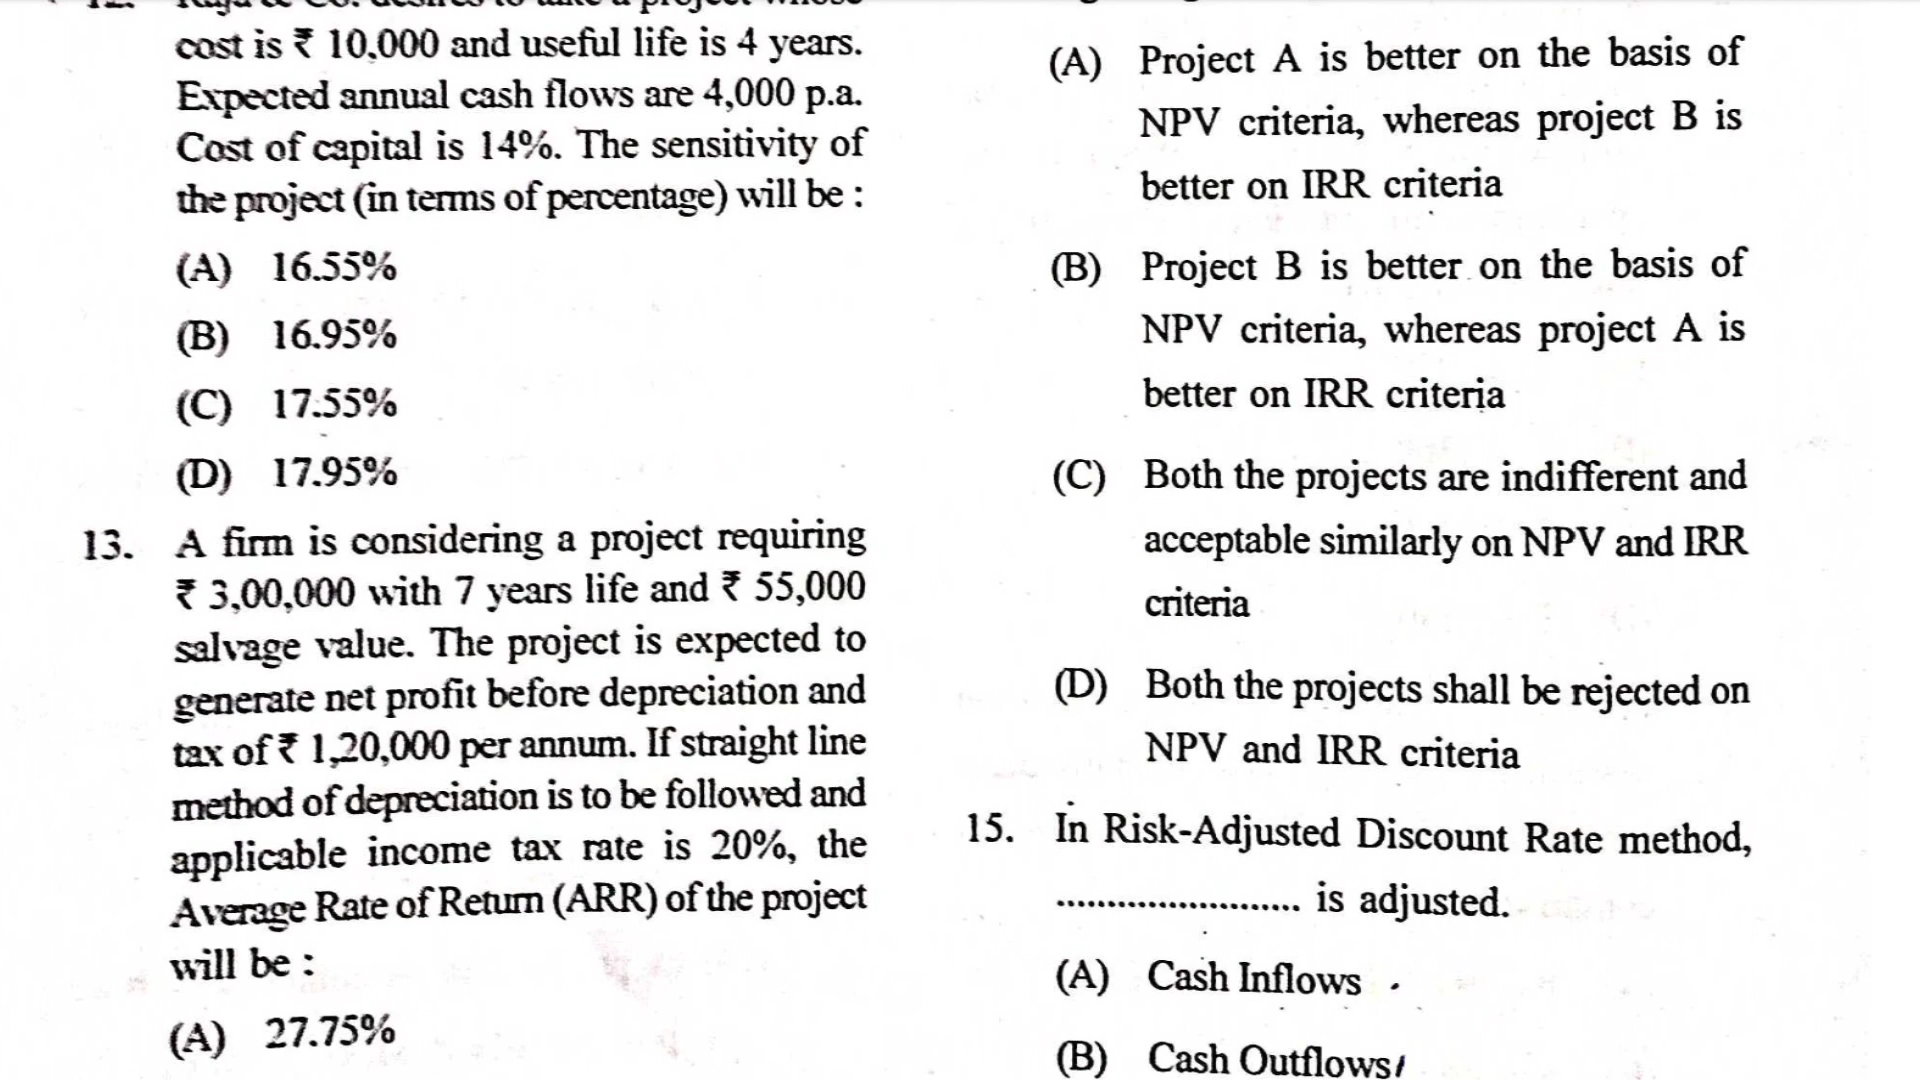 cost is ₹ 10,000 and useful life is 4 years.
Expected annual cash flows are 4,000 p.a.
Cost of capital is 14%. The sensitivity of
the project (in terms of percentage) will be :
(A) 16.55%
(B) 16.95%
(C) 17.55%
(D) 17.95%
13. A firm is considering a project requiring
₹ 3,00,000 with 7 years life and ₹ 55,000
salvage value. The project is expected to
generate net profit before depreciation and
tax of ₹ 1,20,000 per annum. If straight line
method of depreciation is to be followed and
applicable income tax rate is 20%, the
Average Rate of Return (ARR) of the project
will be :
(A) 27.75%
(A) Project A is better on the basis of
NPV criteria, whereas project B is
better on IRR criteria
(B) Project B is better on the basis of
NPV criteria, whereas project A is
better on IRR criteria
(C) Both the projects are indifferent and
acceptable similarly on NPV and IRR
criteria
(D) Both the projects shall be rejected on
NPV and IRR criteria
15. In Risk-Adjusted Discount Rate method,
........................ is adjusted.
(A) Cash Inflows
(B) Cash Outflows